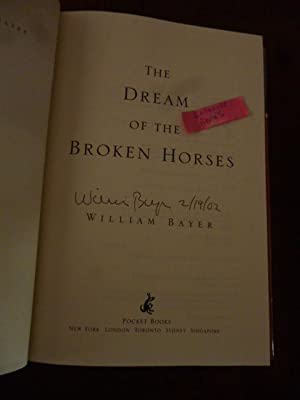 THE
DREAM
OF THE
BROKEN HORSES
William Bayer 2/19/02
WILLIAM BAYER
POCKET BOOKS
NEW YORK LONDON TORONTO SYDNEY SINGAPORE